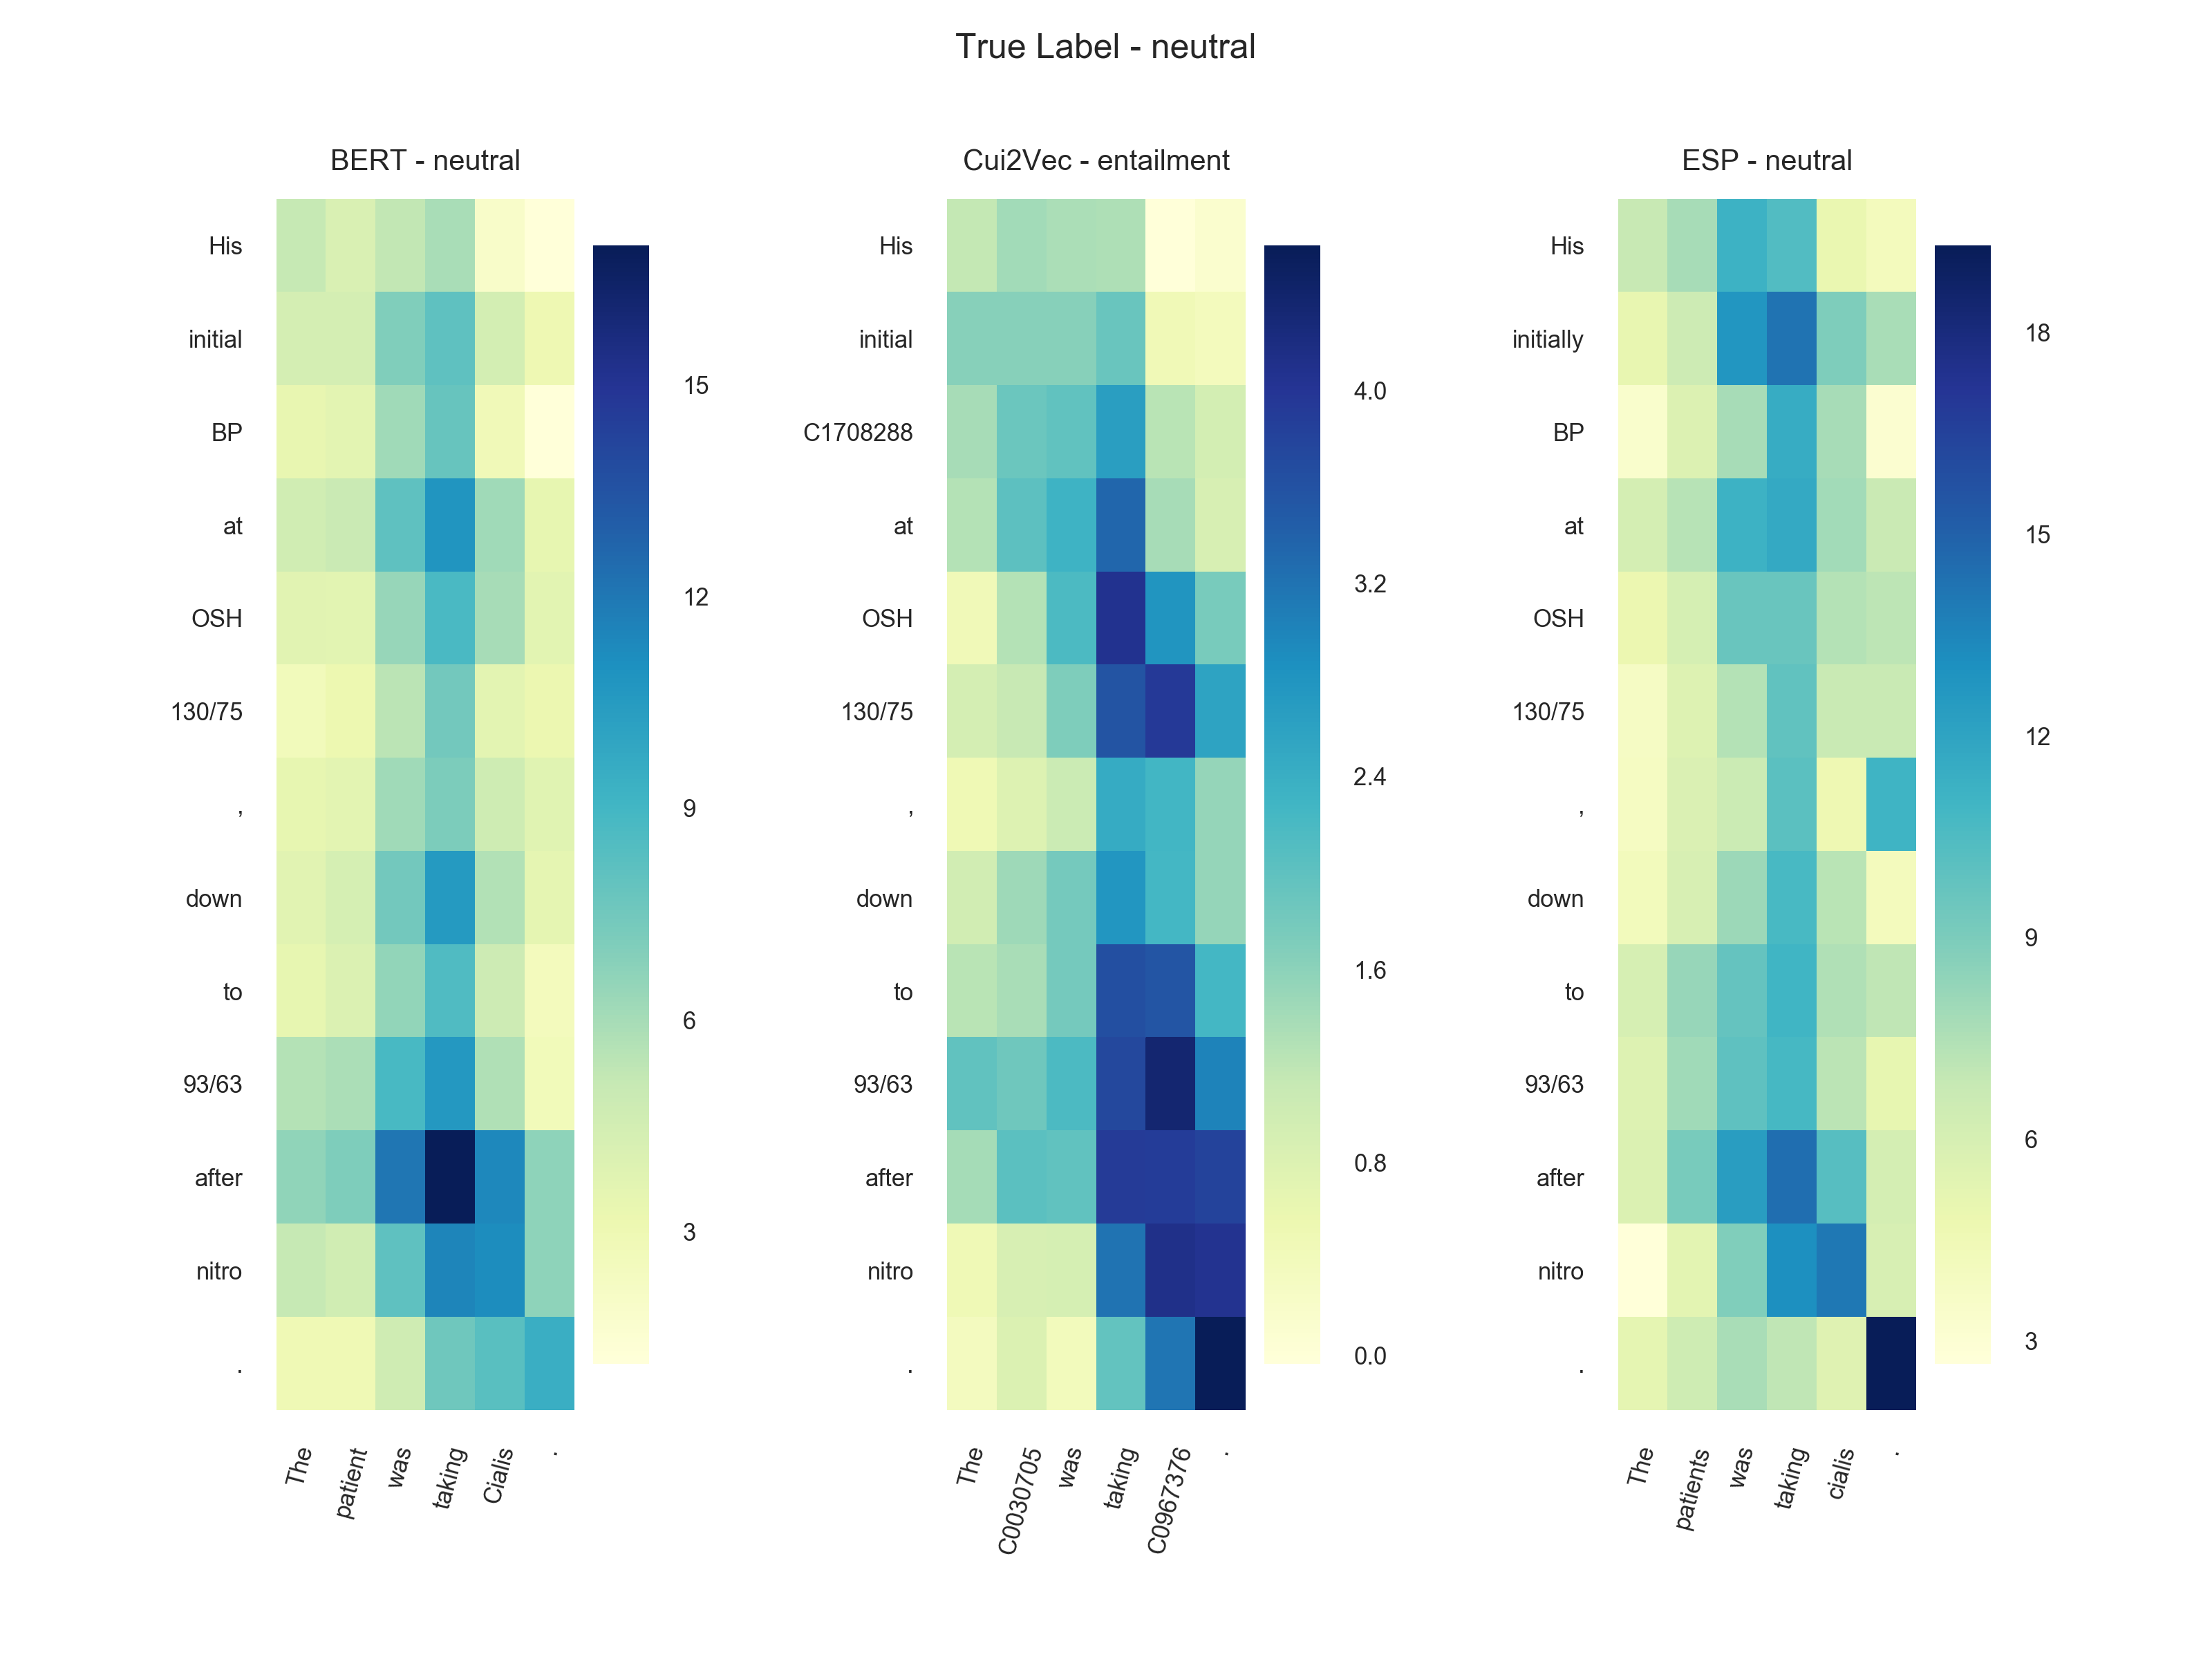 True Label - neutral
BERT - neutral
His
initial
BP
at
OSH
130/75
,
down
to
93/63
after
nitro
.
The
patient
was
taking
Cialis
.
15
12
9
6
3
Cui2Vec - entailment
His
initial
C1708288
at
OSH
130/75
,
down
to
93/63
after
nitro
.
The
C0030705
was
taking
C0967376
.
4.0
3.2
2.4
1.6
0.8
0.0
ESP - neutral
His
initially
BP
at
OSH
130/75
,
down
to
93/63
after
nitro
.
The
patients
was
taking
cialis
.
18
15
12
9
6
3